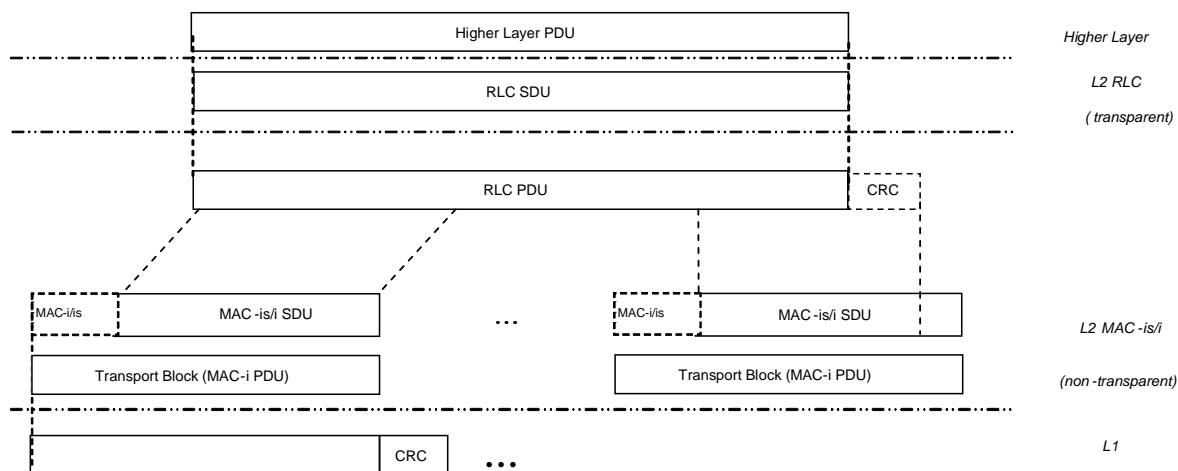 Higher Layer PDU
Higher Layer
RLC SDU
L2 RLC
( transparent)
RLC PDU
CRC
MAC-i/is
MAC -is/i SDU
...
MAC-i/is
MAC -is/i SDU
L2 MAC -is/i
Transport Block (MAC-i PDU)
Transport Block (MAC-i PDU)
(non -transparent)
CRC
...
L1